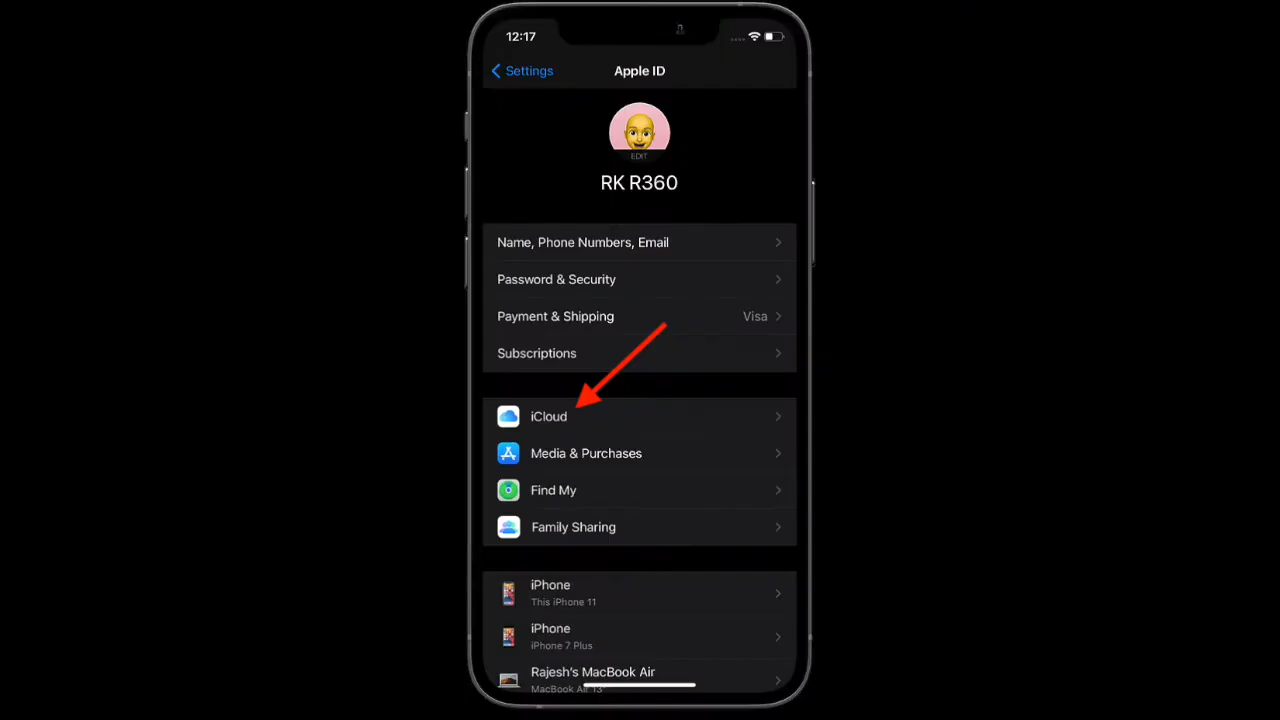 12:17
Settings
Apple ID
EDIT
RK R360
Name, Phone Numbers, Email
Password & Security
Payment & Shipping Visa
Subscriptions
iCloud
Media & Purchases
Find My
Family Sharing
iPhone
This iPhone 11
iPhone
iPhone 7 Plus
Rajesh's MacBook Air
MacBook Air 13"